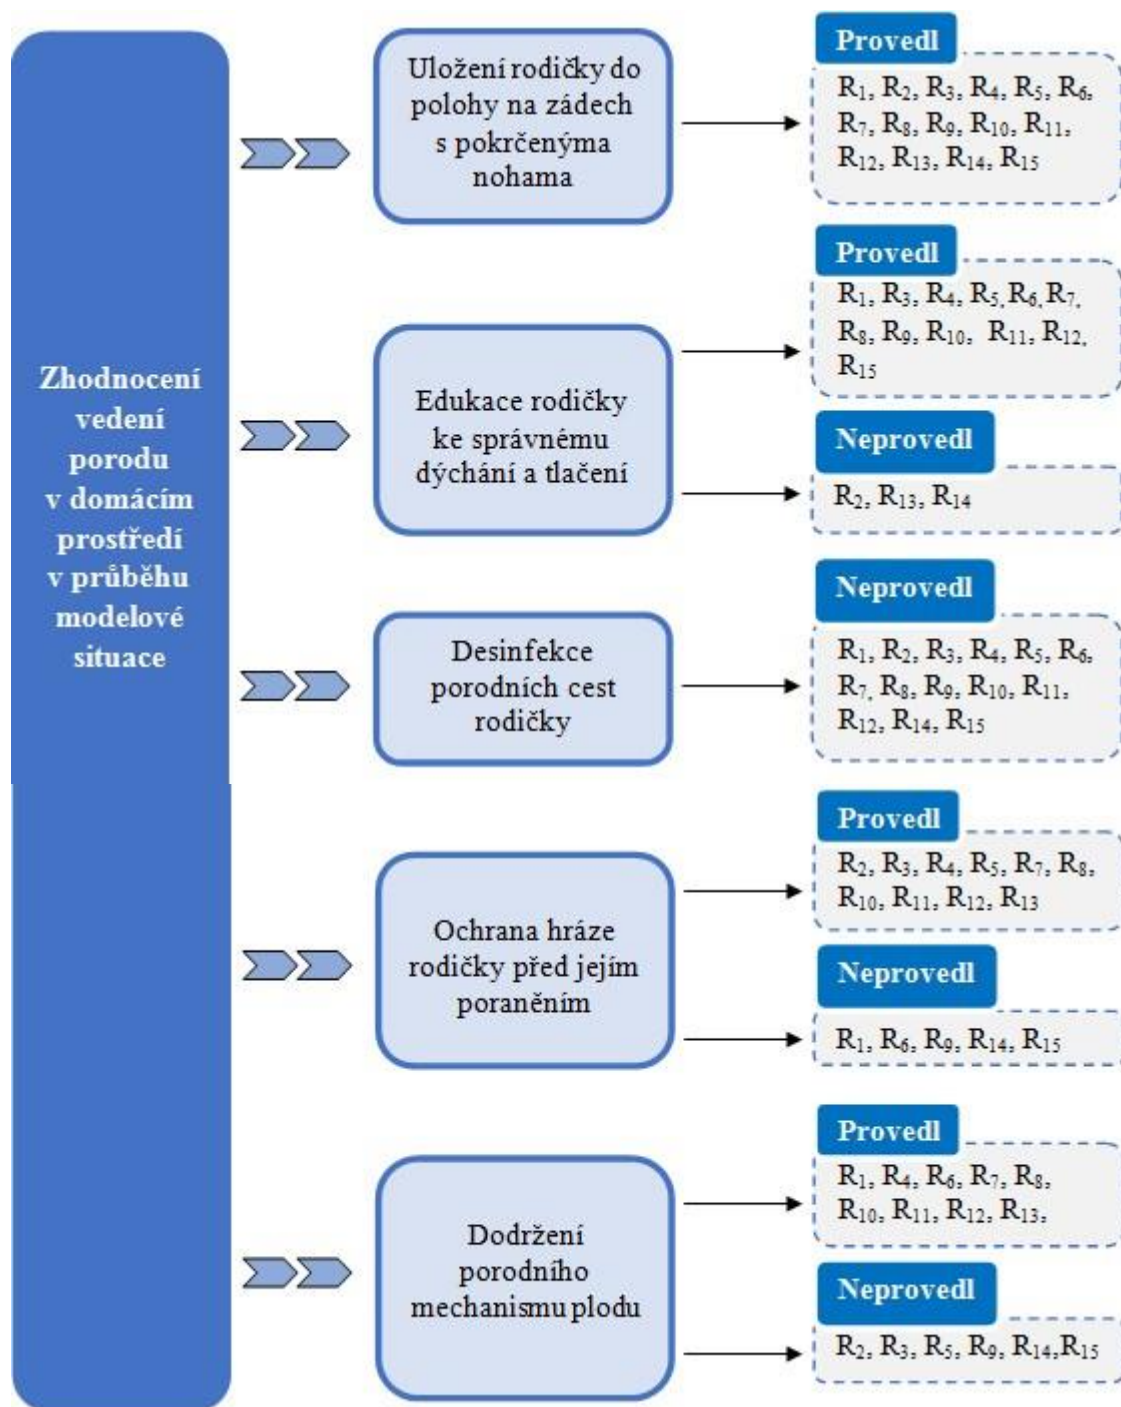 Zhodnocení
vedení
porodu
v domácím
prostředí
v průběhu
modelové
situace
Uložení rodičky do
polohy na zádech
s pokrčenýma
nohama
Provedl
R₁, R₂, R₃, R₄, R₅, R₆,
R₇, R₈, R₉, R₁₀, R₁₁,
R₁₂, R₁₃, R₁₄, R₁₅
Edukace rodičky
ke správnému
dýchání a tlačení
Provedl
R₁, R₃, R₄, R₅, R₆, R₇,
R₈, R₉, R₁₀, R₁₁, R₁₂,
R₁₅
Neprovedl
R₂, R₁₃, R₁₄
Desinfekce
porodních cest
rodičky
Neprovedl
R₁, R₂, R₃, R₄, R₅, R₆,
R₇, R₈, R₉, R₁₀, R₁₁,
R₁₂, R₁₄, R₁₅
Ochrana hráze
rodičky před jejím
poraněním
Provedl
R₂, R₃, R₄, R₅, R₇, R₈,
R₁₀, R₁₁, R₁₂, R₁₃
Neprovedl
R₁, R₆, R₉, R₁₄, R₁₅
Dodržení
porodního
mechanismu plodu
Provedl
R₁, R₄, R₆, R₇, R₈,
R₁₀, R₁₁, R₁₂, R₁₃,
Neprovedl
R₂, R₃, R₅, R₉, R₁₄,R₁₅